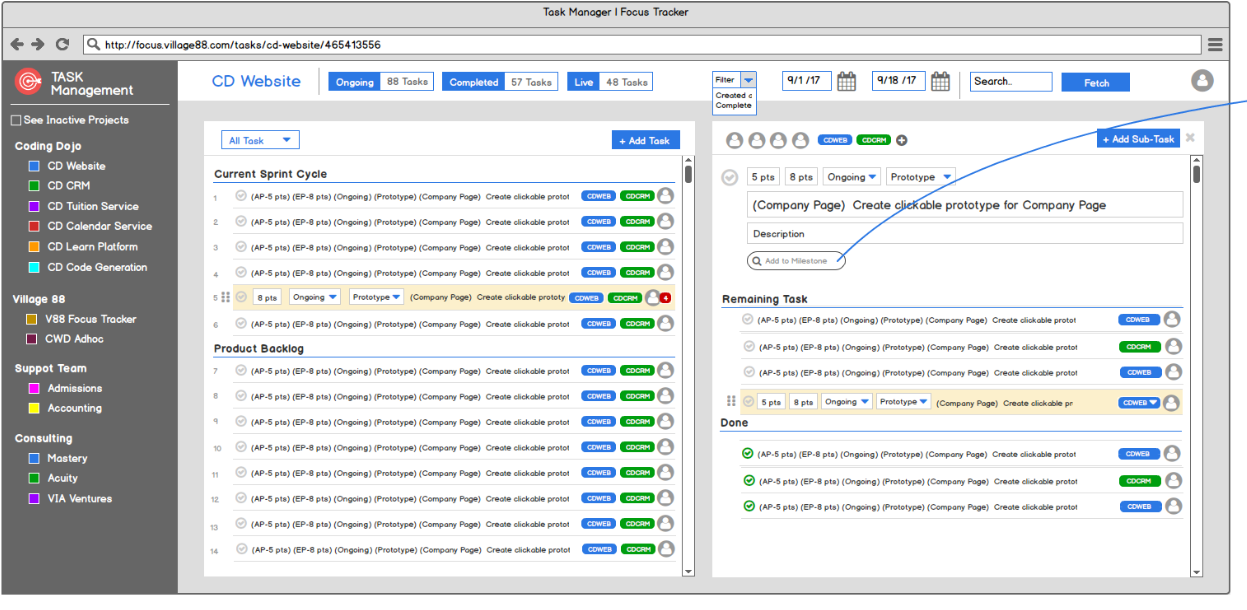 Task Manager | Focus Tracker
http://focus.village88.com/tasks/cd-website/465413556
TASK
Management
See Inactive Projects
Coding Dojo
CD Website
CD CRM
CD Tuition Service
CD Calendar Service
CD Learn Platform
CD Code Generation
Village 88
V88 Focus Tracker
CWD Adhoc
Suppot Team
Admissions
Accounting
Consulting
Mastery
Acuity
VIA Ventures
CD Website
Ongoing 88 Tasks
Completed 57 Tasks
Live 48 Tasks
Filter
Created c
Complete
9/1 /17
9/18 /17
Search..
Fetch
All Task
+ Add Task
Current Sprint Cycle
1 (AP-5 pts) (EP-8 pts) (Ongoing) (Prototype) (Company Page) Create clickable protot CDWEB CDCRM
2 (AP-5 pts) (EP-8 pts) (Ongoing) (Prototype) (Company Page) Create clickable protot CDWEB CDCRM
3 (AP-5 pts) (EP-8 pts) (Ongoing) (Prototype) (Company Page) Create clickable protot CDWEB CDCRM
4 (AP-5 pts) (EP-8 pts) (Ongoing) (Prototype) (Company Page) Create clickable protot CDWEB CDCRM
5 8 pts Ongoing Prototype (Company Page) Create clickable prototy CDWEB CDCRM 4
6 (AP-5 pts) (EP-8 pts) (Ongoing) (Prototype) (Company Page) Create clickable protot CDWEB CDCRM
Product Backlog
7 (AP-5 pts) (EP-8 pts) (Ongoing) (Prototype) (Company Page) Create clickable protot CDWEB CDCRM
8 (AP-5 pts) (EP-8 pts) (Ongoing) (Prototype) (Company Page) Create clickable protot CDWEB CDCRM
9 (AP-5 pts) (EP-8 pts) (Ongoing) (Prototype) (Company Page) Create clickable protot CDWEB CDCRM
10 (AP-5 pts) (EP-8 pts) (Ongoing) (Prototype) (Company Page) Create clickable protot CDWEB CDCRM
11 (AP-5 pts) (EP-8 pts) (Ongoing) (Prototype) (Company Page) Create clickable protot CDWEB CDCRM
12 (AP-5 pts) (EP-8 pts) (Ongoing) (Prototype) (Company Page) Create clickable protot CDWEB CDCRM
13 (AP-5 pts) (EP-8 pts) (Ongoing) (Prototype) (Company Page) Create clickable protot CDWEB CDCRM
14 (AP-5 pts) (EP-8 pts) (Ongoing) (Prototype) (Company Page) Create clickable protot CDWEB CDCRM
CDWEB CDCRM
+ Add Sub-Task
5 pts 8 pts Ongoing Prototype
(Company Page) Create clickable prototype for Company Page
Description
Add to Milestone
Remaining Task
(AP-5 pts) (EP-8 pts) (Ongoing) (Prototype) (Company Page) Create clickable protot CDWEB
(AP-5 pts) (EP-8 pts) (Ongoing) (Prototype) (Company Page) Create clickable protot CDCRM
(AP-5 pts) (EP-8 pts) (Ongoing) (Prototype) (Company Page) Create clickable protot CDWEB
5 pts 8 pts Ongoing Prototype (Company Page) Create clickable pr CDWEB
Done
(AP-5 pts) (EP-8 pts) (Ongoing) (Prototype) (Company Page) Create clickable protot CDWEB
(AP-5 pts) (EP-8 pts) (Ongoing) (Prototype) (Company Page) Create clickable protot CDCRM
(AP-5 pts) (EP-8 pts) (Ongoing) (Prototype) (Company Page) Create clickable protot CDWEB